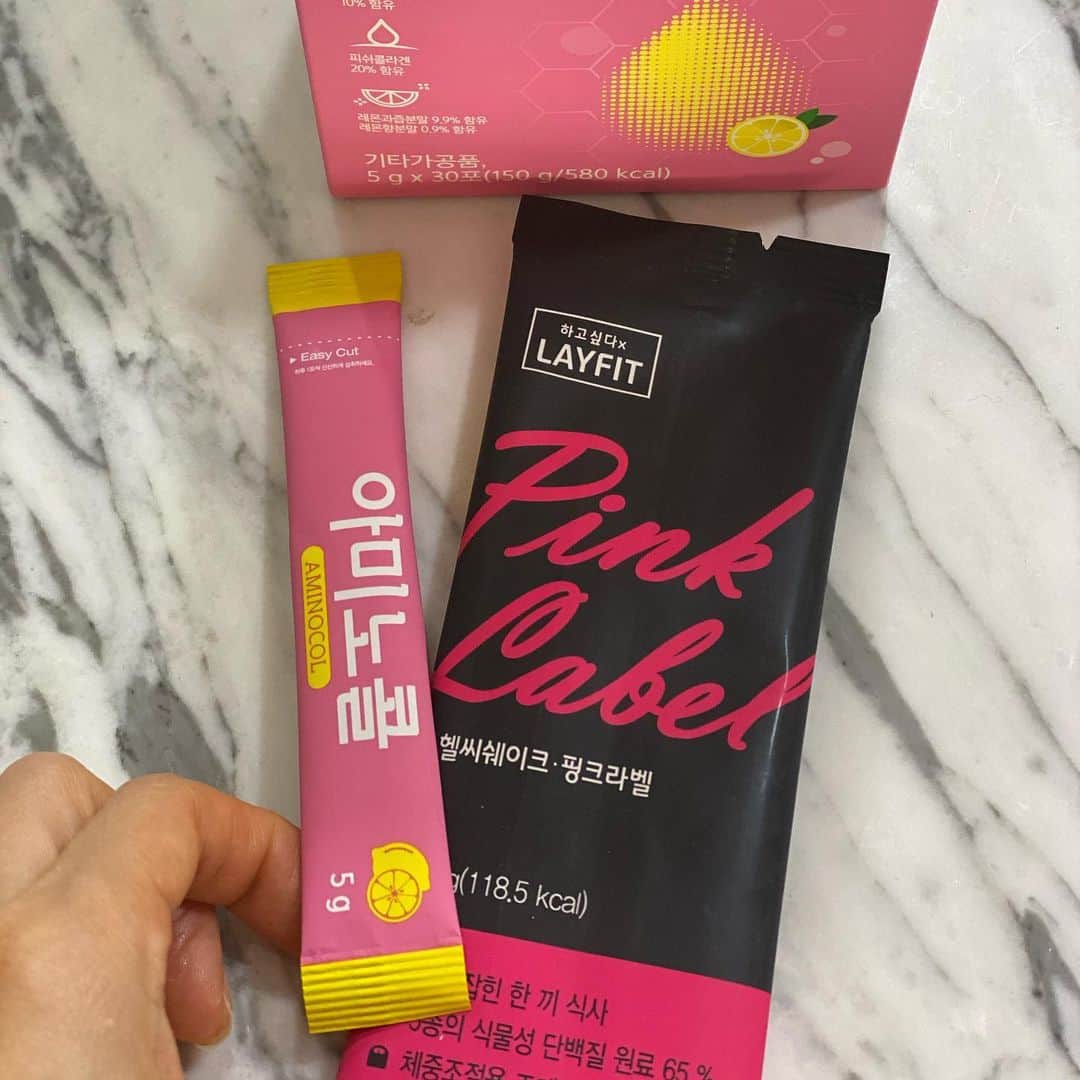 10% 함유
피쉬콜라겐
20% 함유
레몬과즙분말 9.9% 함유
레몬향분말 0.9% 함유
기타가공품,
5 g x 30포(150 g/580 kcal)
Easy Cut
아미노콜
AMINOCOL
5g
하고싶다x
LAYFIT
Pink
Label
헬씨쉐이크·핑크라벨
g(118.5 kcal)
잡힌 한 끼 식사
식물성 단백질 원료 65 %
체중조절용